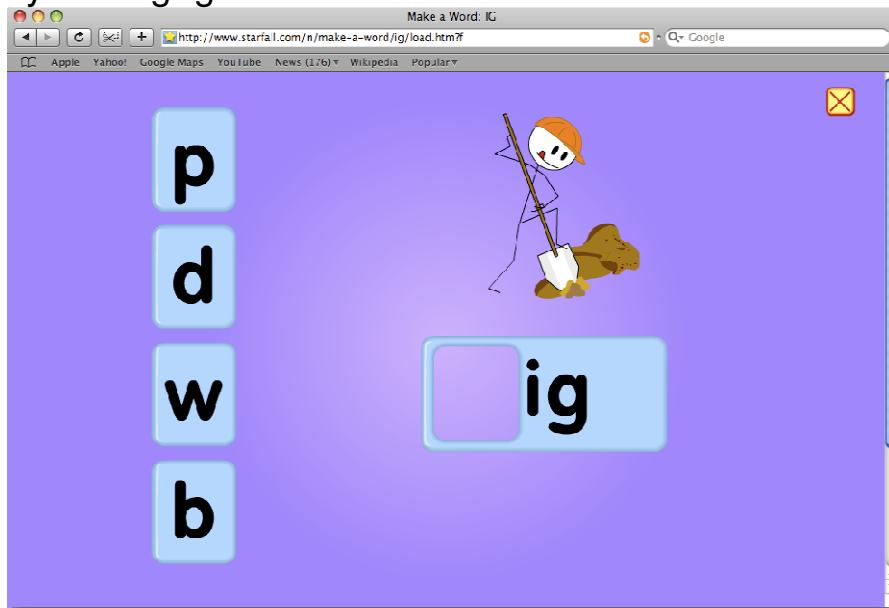 Make a Word: IG
http://www.starfall.com/n/make-a-word/ig/load.htm?f
Google
Apple Yahoo! Google Maps YouTube News (176) Wikipedia Popular
p
d
w
b
ig